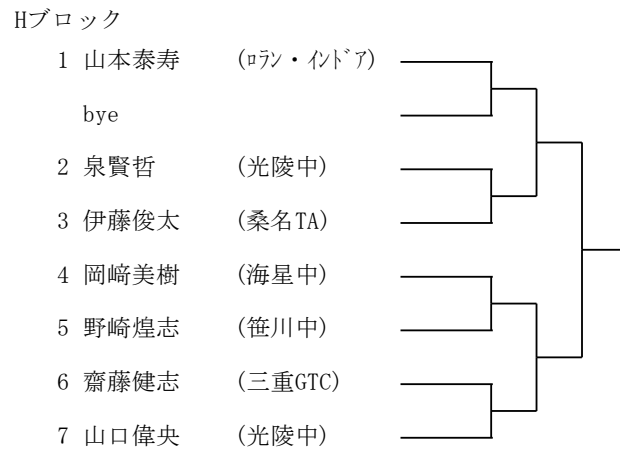 Hブロック
1 山本泰寿 (ﾛﾗﾝ・ｲﾝﾄﾞｱ)
bye
2 泉賢哲 (光陵中)
3 伊藤俊太 (桑名TA)
4 岡﨑美樹 (海星中)
5 野崎煌志 (笹川中)
6 齋藤健志 (三重GTC)
7 山口偉央 (光陵中)